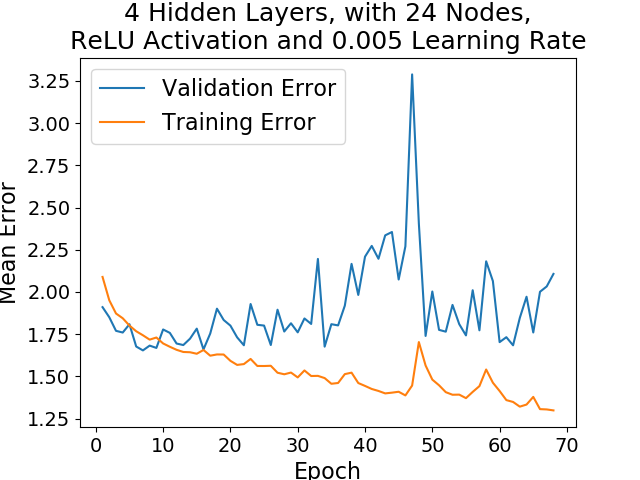 4 Hidden Layers, with 24 Nodes,
ReLU Activation and 0.005 Learning Rate
Validation Error
Training Error
Mean Error
3.25
3.00
2.75
2.50
2.25
2.00
1.75
1.50
1.25
0 10 20 30 40 50 60 70
Epoch